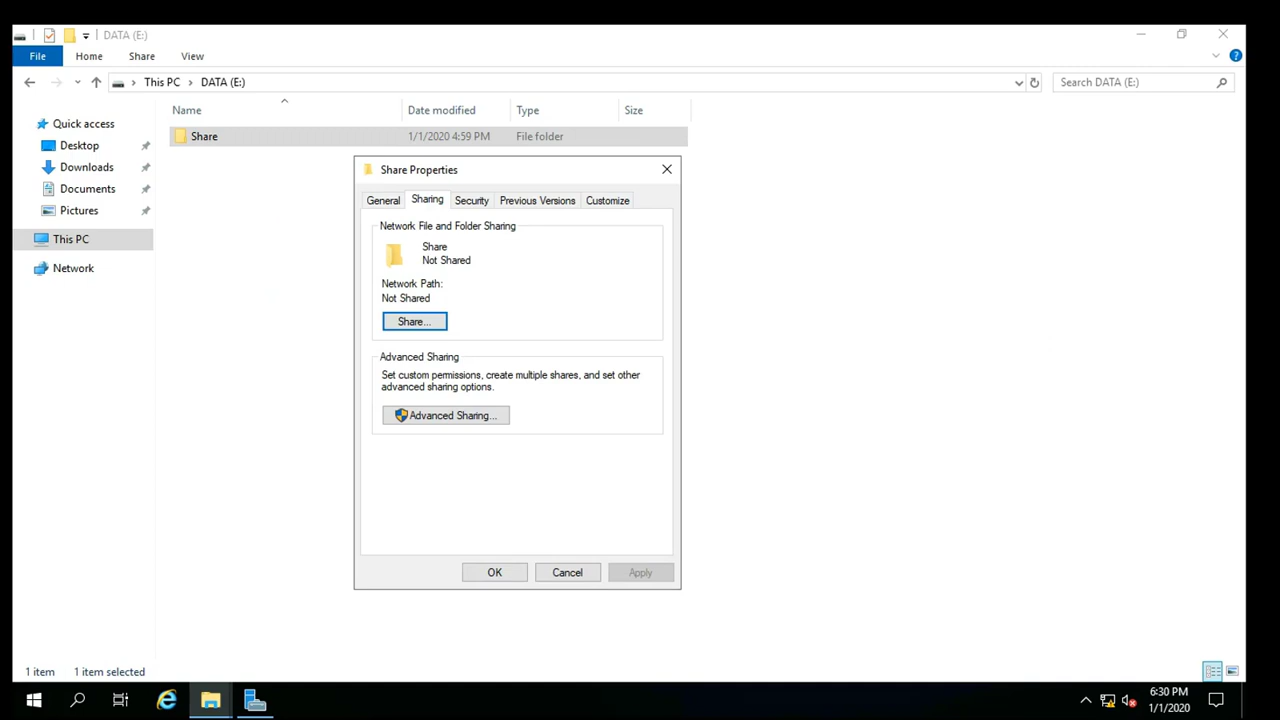 DATA (E:)
File
Home
Share
View
This PC
DATA (E:)
Search DATA (E:)
Name
Date modified
Type
Size
Quick access
Desktop
Downloads
Documents
Pictures
This PC
Network
Share
1/1/2020 4:59 PM
File folder
Share Properties
General
Sharing
Security
Previous Versions
Customize
Network File and Folder Sharing
Share
Not Shared
Network Path:
Not Shared
Share...
Advanced Sharing
Set custom permissions, create multiple shares, and set other
advanced sharing options.
Advanced Sharing...
OK
Cancel
Apply
1 item
1 item selected
6:30 PM
1/1/2020